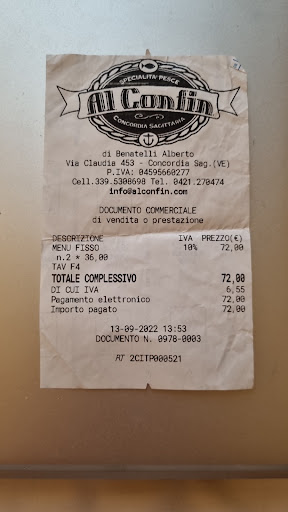 SPECIALITA' PESCE
Al Confin
CONCORDIA SAGITTARIA
di Benatelli Alberto
Via Claudia 453 - Concordia Sag.(VE)
P.IVA: 04595660277
Cell.339.5308698 Tel. 0421.270474
info@alconfin.com
DOCUMENTO COMMERCIALE
di vendita o prestazione
DESCRIZIONE IVA PREZZO(€)
MENU FISSO 10% 72,00
n.2 * 36,00
TAV F4
TOTALE COMPLESSIVO 72,00
DI CUI IVA 6,55
Pagamento elettronico 72,00
Importo pagato 72,00
13-09-2022 13:53
DOCUMENTO N. 0978-0003
RT 2CITP000521